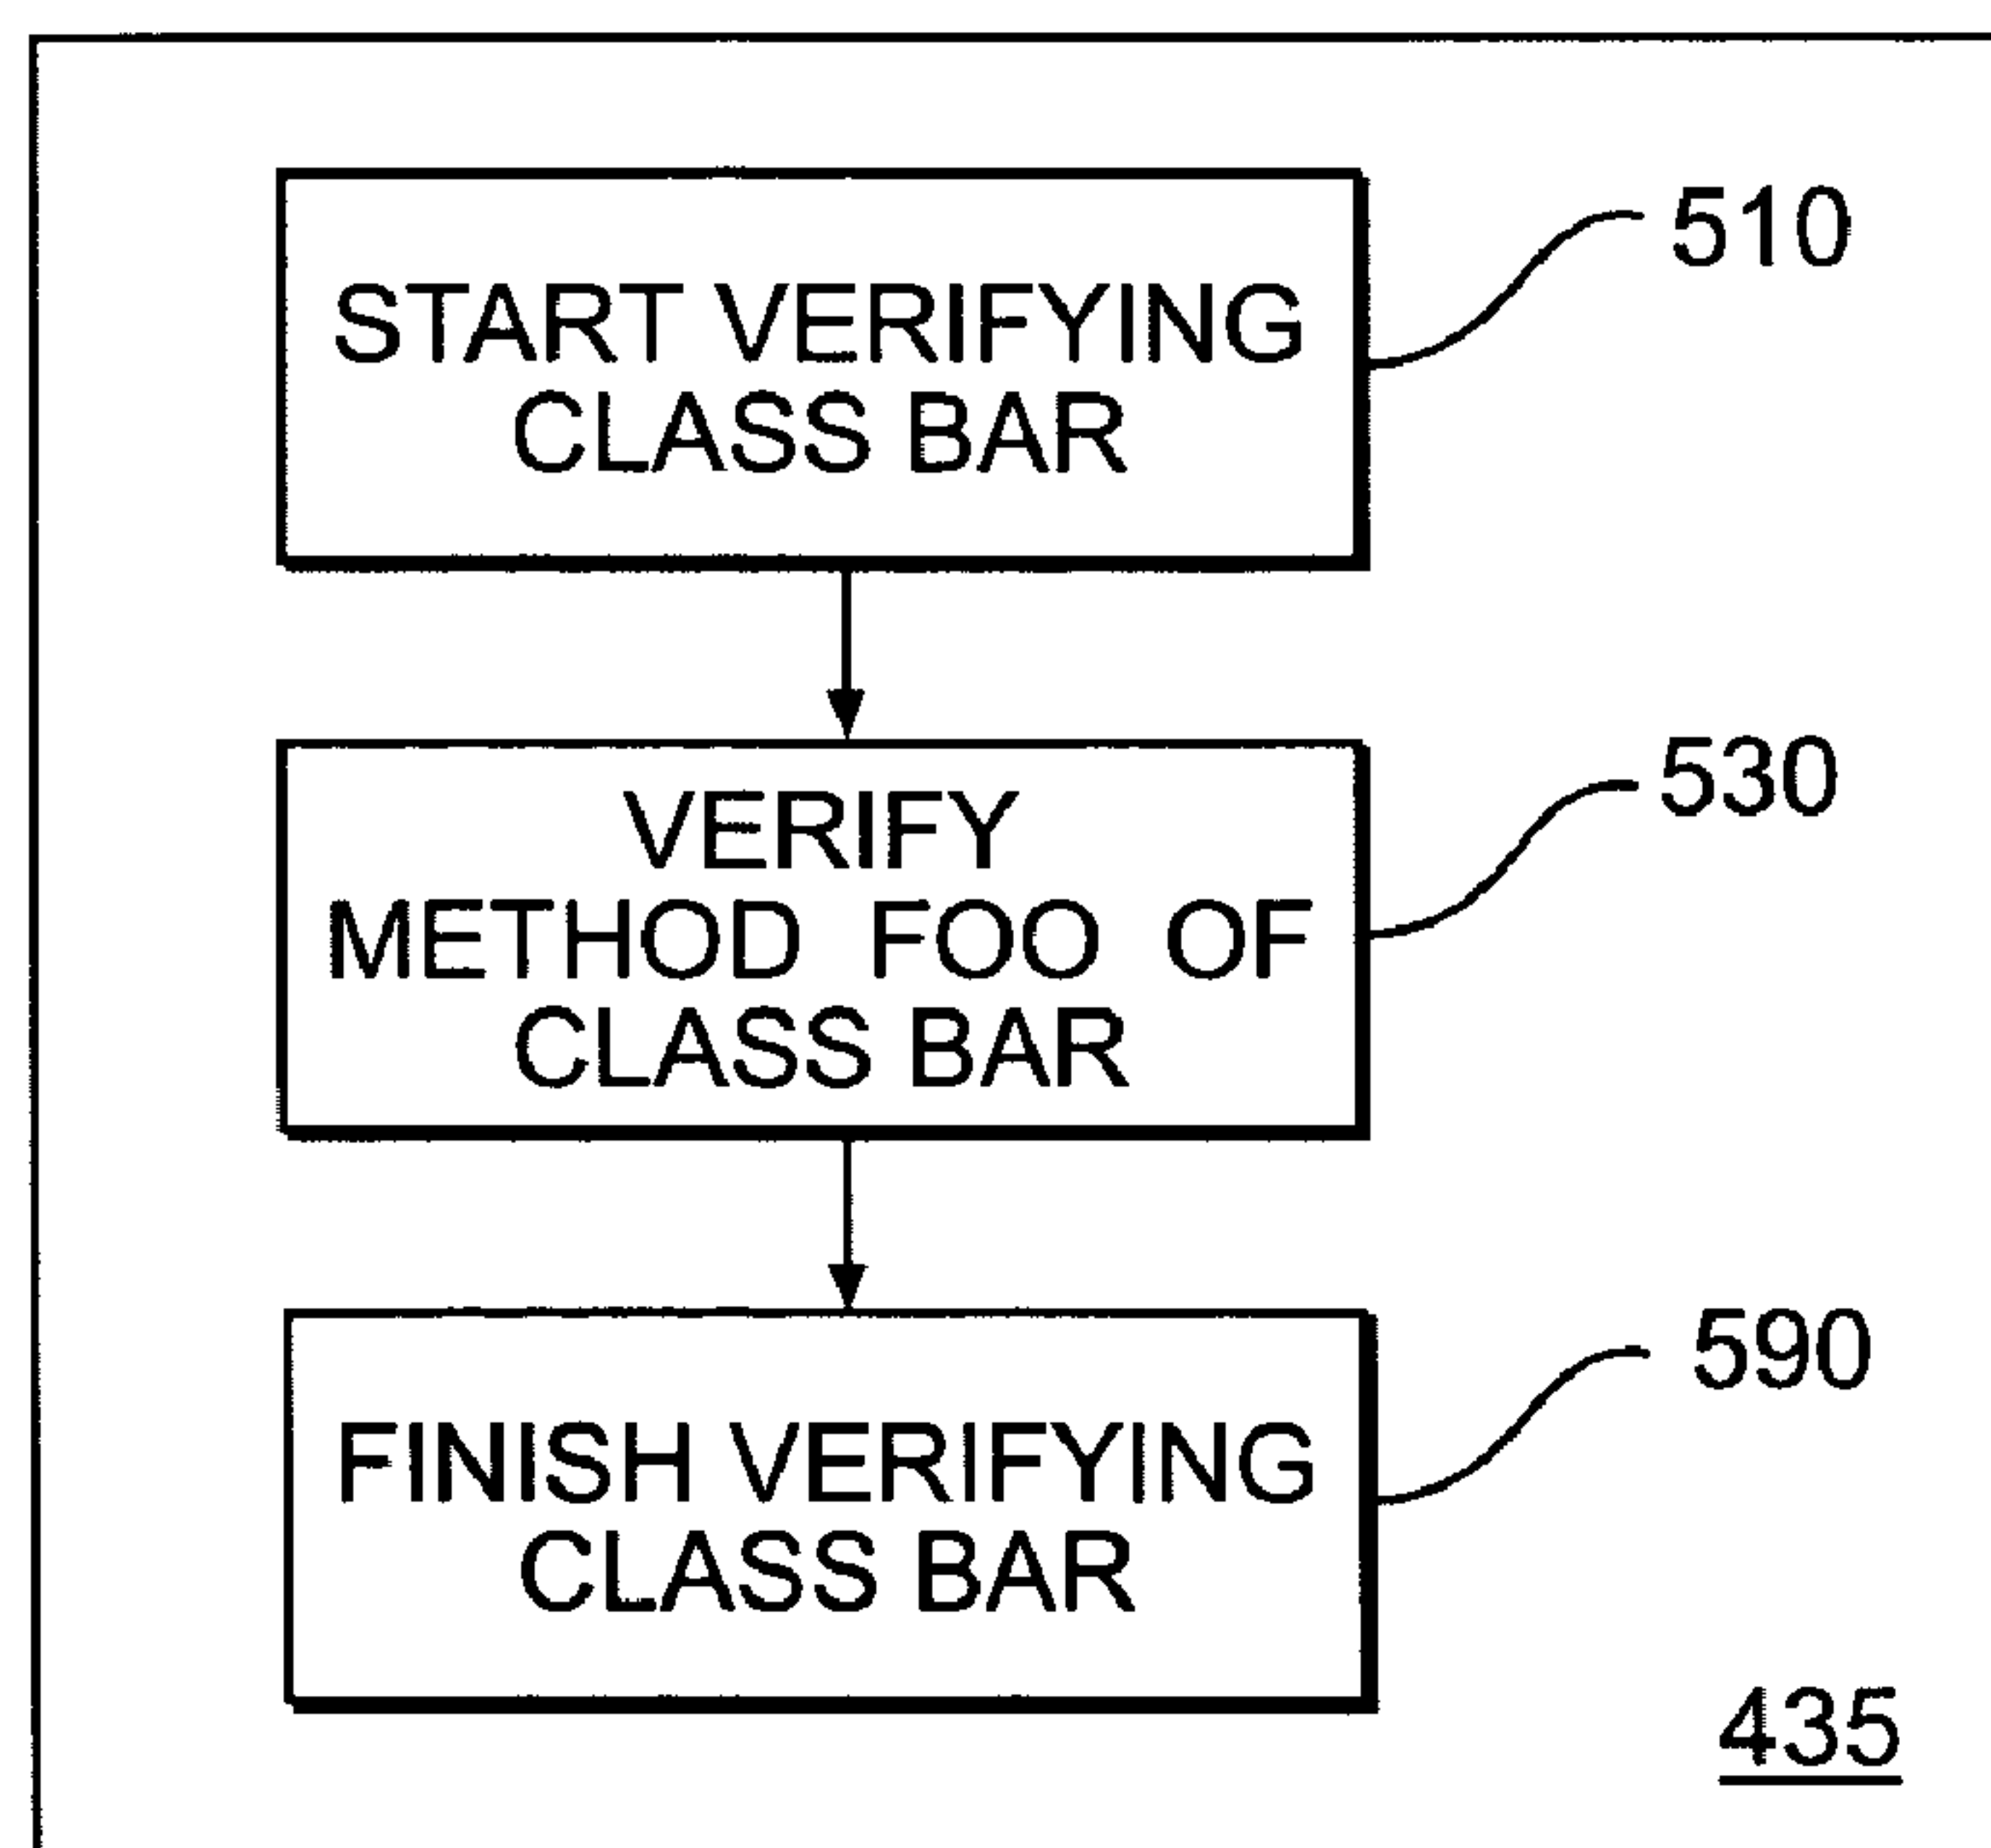 510
START VERIFYING
CLASS BAR
530
VERIFY
METHOD FOO OF
CLASS BAR
590
FINISH VERIFYING
CLASS BAR
435